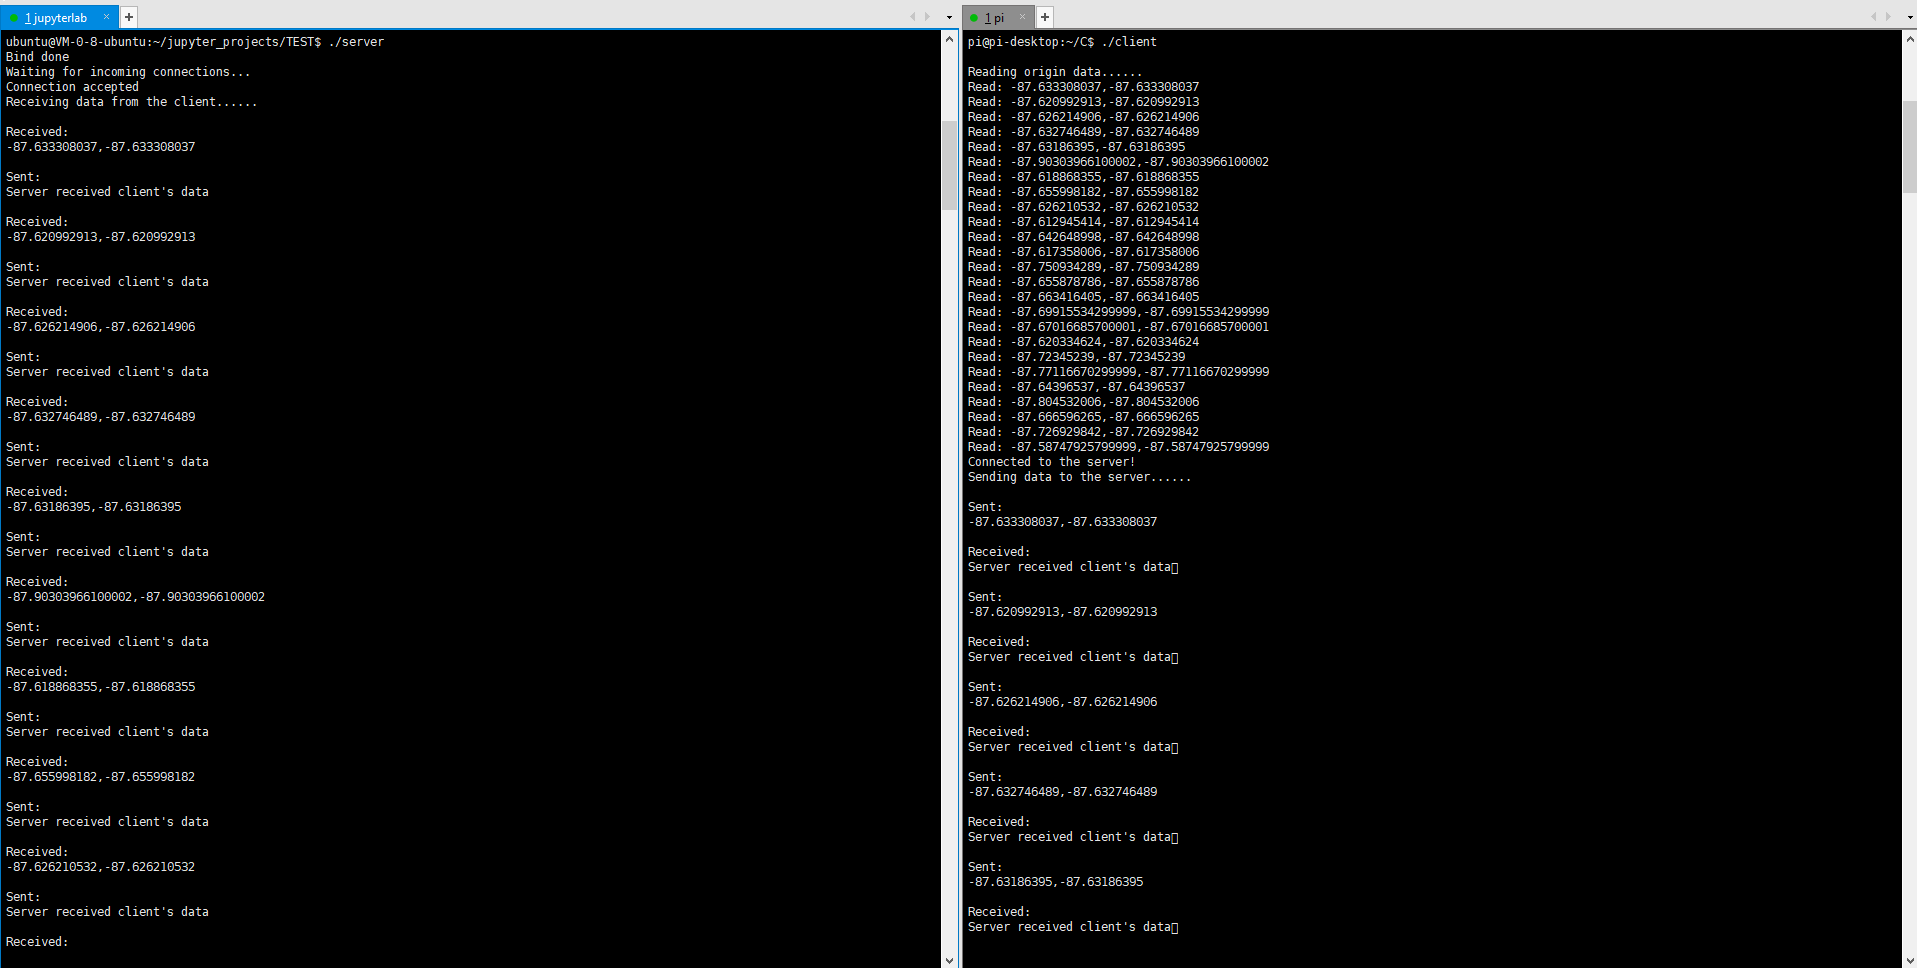 1 jupyterlab × +
ubuntu@VM-0-8-ubuntu:~/jupyter_projects/TEST$ ./server
Bind done
Waiting for incoming connections...
Connection accepted
Receiving data from the client......
Received:
-87.633308037,-87.633308037
Sent:
Server received client's data
Received:
-87.620992913,-87.620992913
Sent:
Server received client's data
Received:
-87.626214906,-87.626214906
Sent:
Server received client's data
Received:
-87.632746489,-87.632746489
Sent:
Server received client's data
Received:
-87.63186395,-87.63186395
Sent:
Server received client's data
Received:
-87.90303966100002,-87.90303966100002
Sent:
Server received client's data
Received:
-87.618868355,-87.618868355
Sent:
Server received client's data
Received:
-87.655998182,-87.655998182
Sent:
Server received client's data
Received:
-87.626210532,-87.626210532
Sent:
Server received client's data
Received:
1 pi × +
pi@pi-desktop:~/C$ ./client
Reading origin data......
Read: -87.633308037,-87.633308037
Read: -87.620992913,-87.620992913
Read: -87.626214906,-87.626214906
Read: -87.632746489,-87.632746489
Read: -87.63186395,-87.63186395
Read: -87.90303966100002,-87.90303966100002
Read: -87.618868355,-87.618868355
Read: -87.655998182,-87.655998182
Read: -87.626210532,-87.626210532
Read: -87.612945414,-87.612945414
Read: -87.642648998,-87.642648998
Read: -87.617358006,-87.617358006
Read: -87.750934289,-87.750934289
Read: -87.655878786,-87.655878786
Read: -87.663416405,-87.663416405
Read: -87.69915534299999,-87.69915534299999
Read: -87.67016685700001,-87.67016685700001
Read: -87.620334624,-87.620334624
Read: -87.72345239,-87.72345239
Read: -87.77116670299999,-87.77116670299999
Read: -87.64396537,-87.64396537
Read: -87.804532006,-87.804532006
Read: -87.666596265,-87.666596265
Read: -87.726929842,-87.726929842
Read: -87.58747925799999,-87.58747925799999
Connected to the server!
Sending data to the server......
Sent:
-87.633308037,-87.633308037
Received:
Server received client's data▯
Sent:
-87.620992913,-87.620992913
Received:
Server received client's data▯
Sent:
-87.626214906,-87.626214906
Received:
Server received client's data▯
Sent:
-87.632746489,-87.632746489
Received:
Server received client's data▯
Sent:
-87.63186395,-87.63186395
Received:
Server received client's data▯